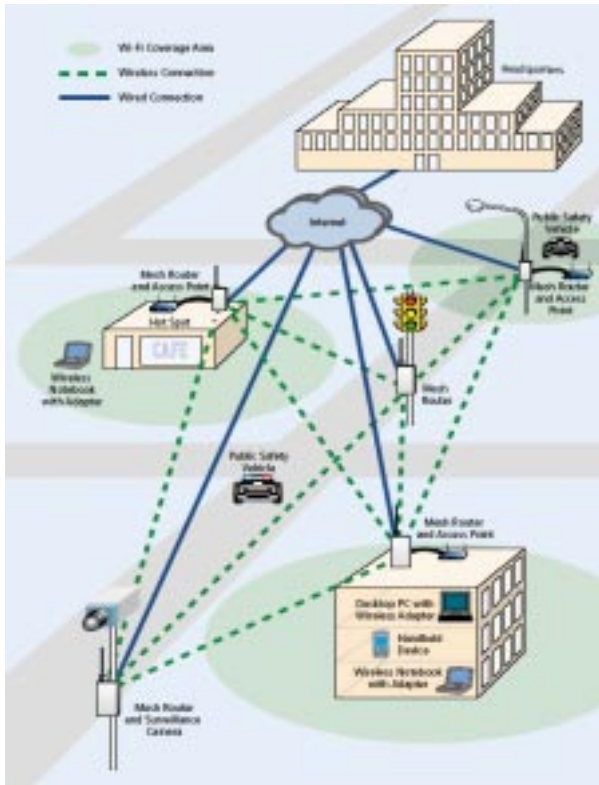 Wi-Fi Coverage Area
Wireless Connection
Wired Connection
Headquarters
Internet
Public Safety
Vehicle
Mesh Router
and Access
Point
Mesh Router
and Access Point
Hot Spot
CAFE
Wireless
Notebook
with Adapter
Mesh
Router
Public Safety
Vehicle
Mesh Router
and Access Point
Desktop PC with
Wireless Adapter
Handheld
Device
Wireless Notebook
with Adapter
Mesh Router
and Surveillance
Camera